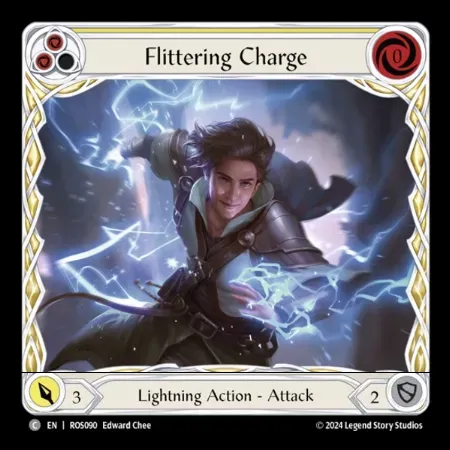 Flittering Charge
0
3
Lightning Action - Attack
2
C EN | ROS090 Edward Chee
© 2024 Legend Story Studios